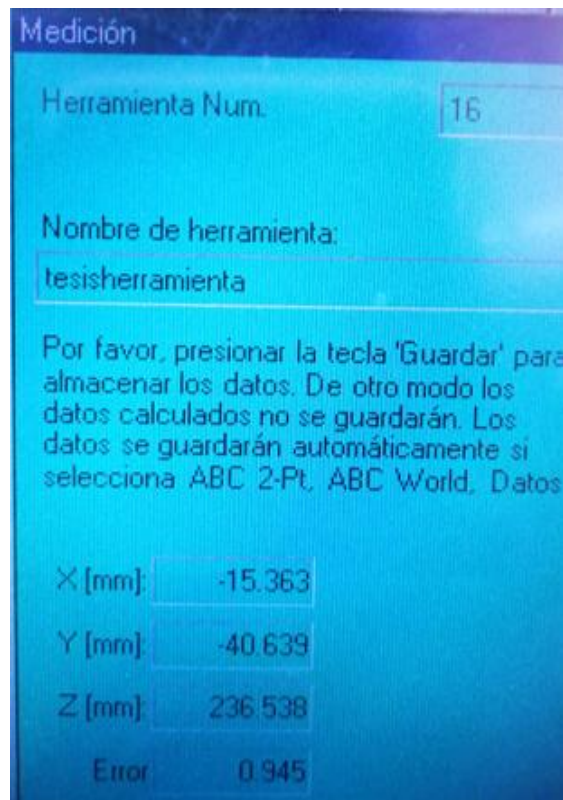 Medición
Herramienta Num. 16
Nombre de herramienta:
tesisherramienta
Por favor, presionar la tecla 'Guardar' para
almacenar los datos. De otro modo los
datos calculados no se guardarán. Los
datos se guardarán automáticamente si
selecciona ABC 2-Pt, ABC World, Datos
X [mm]: -15.363
Y [mm]: -40.639
Z [mm]: 236.538
Error 0.945